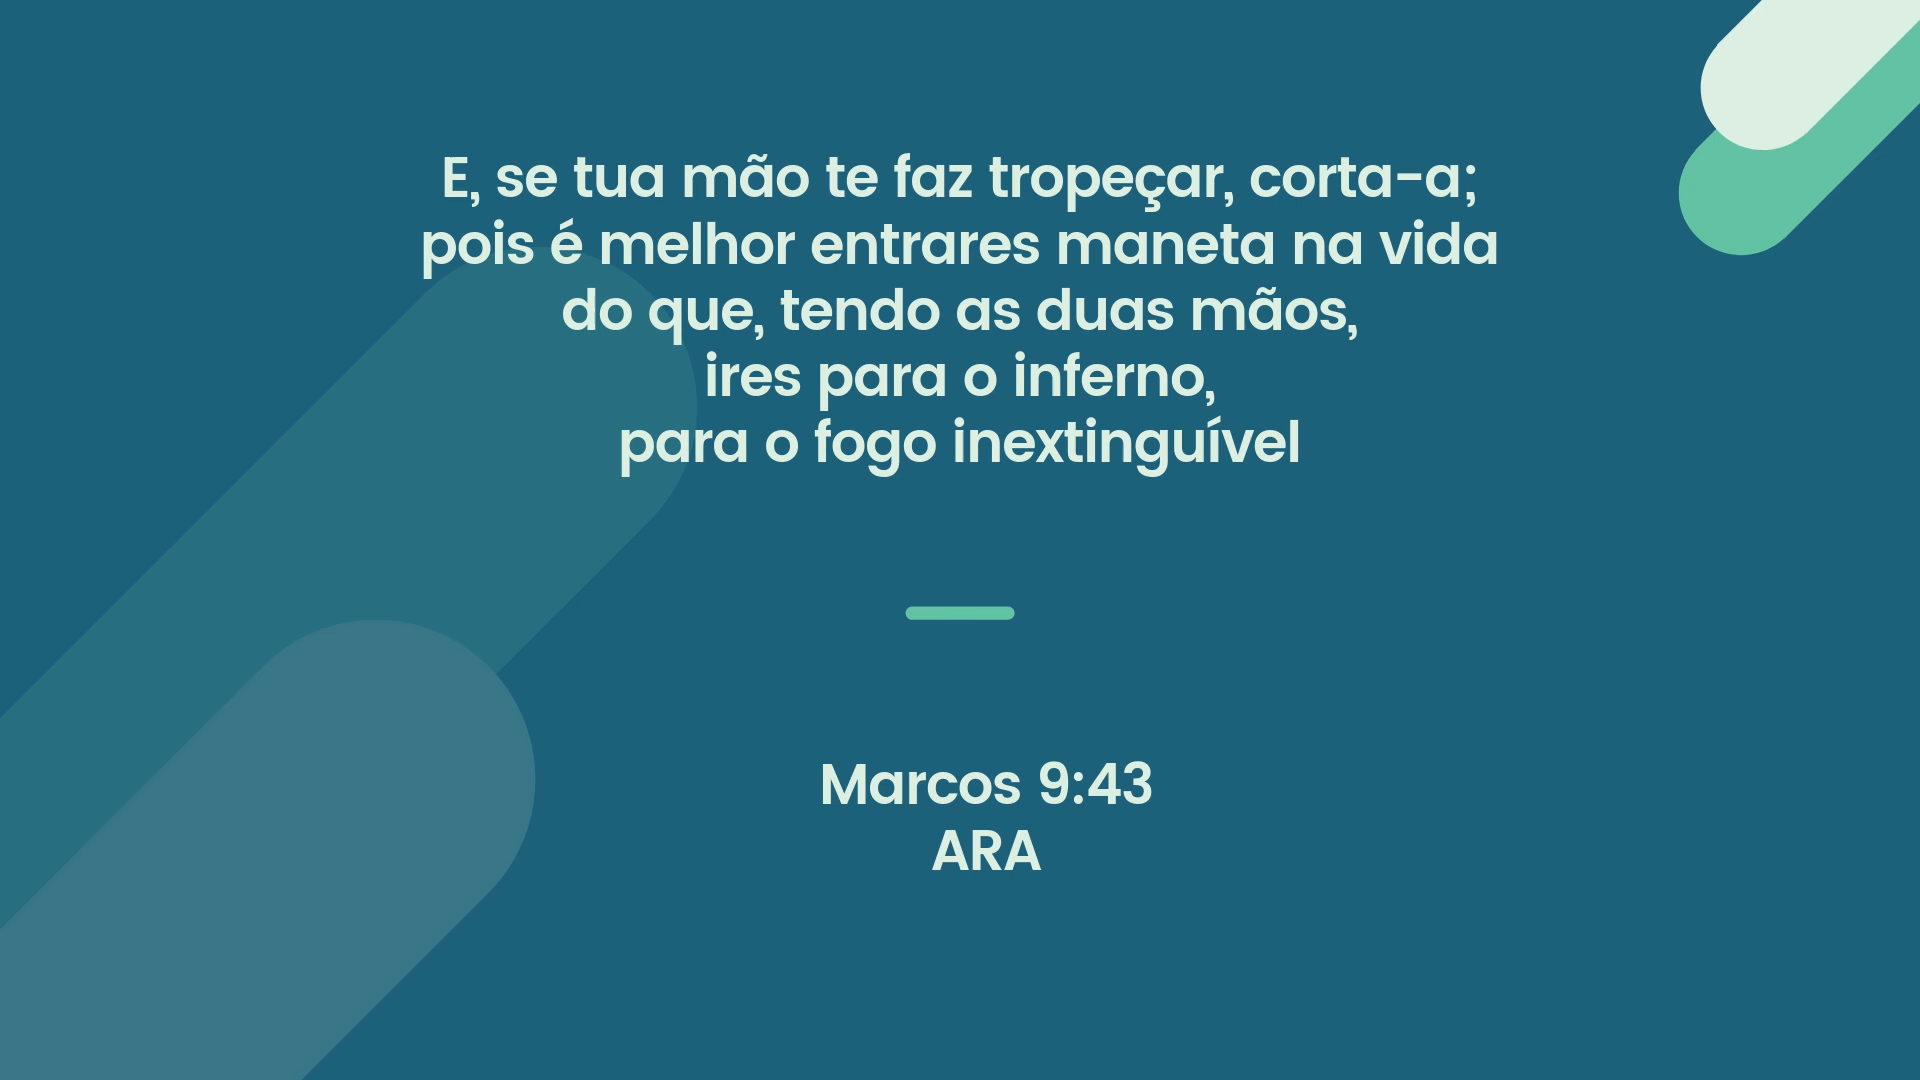 E, se tua mão te faz tropeçar, corta-a;
pois é melhor entrares maneta na vida
do que, tendo as duas mãos,
ires para o inferno,
para o fogo inextinguível
Marcos 9:43
ARA